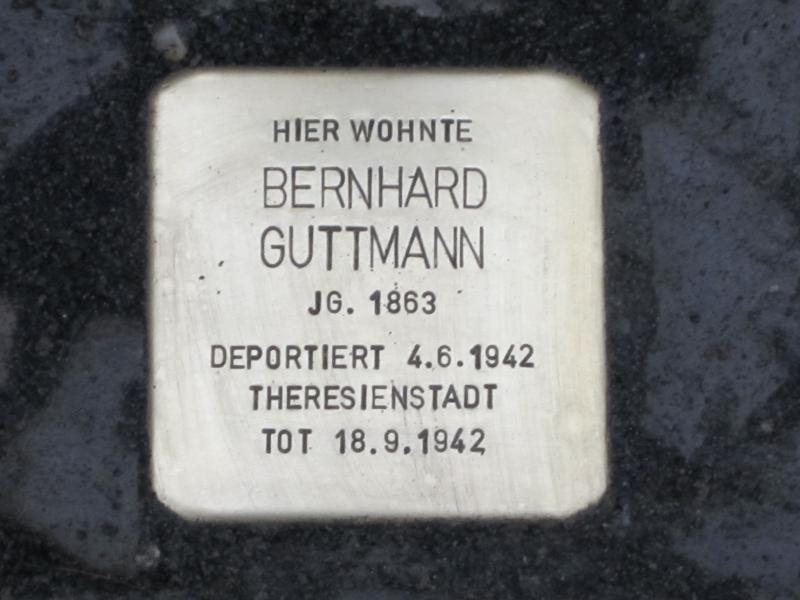 HIER WOHNTE
BERNHARD
GUTTMANN
JG. 1863
DEPORTIERT 4.6.1942
THERESIENSTADT
TOT 18.9.1942